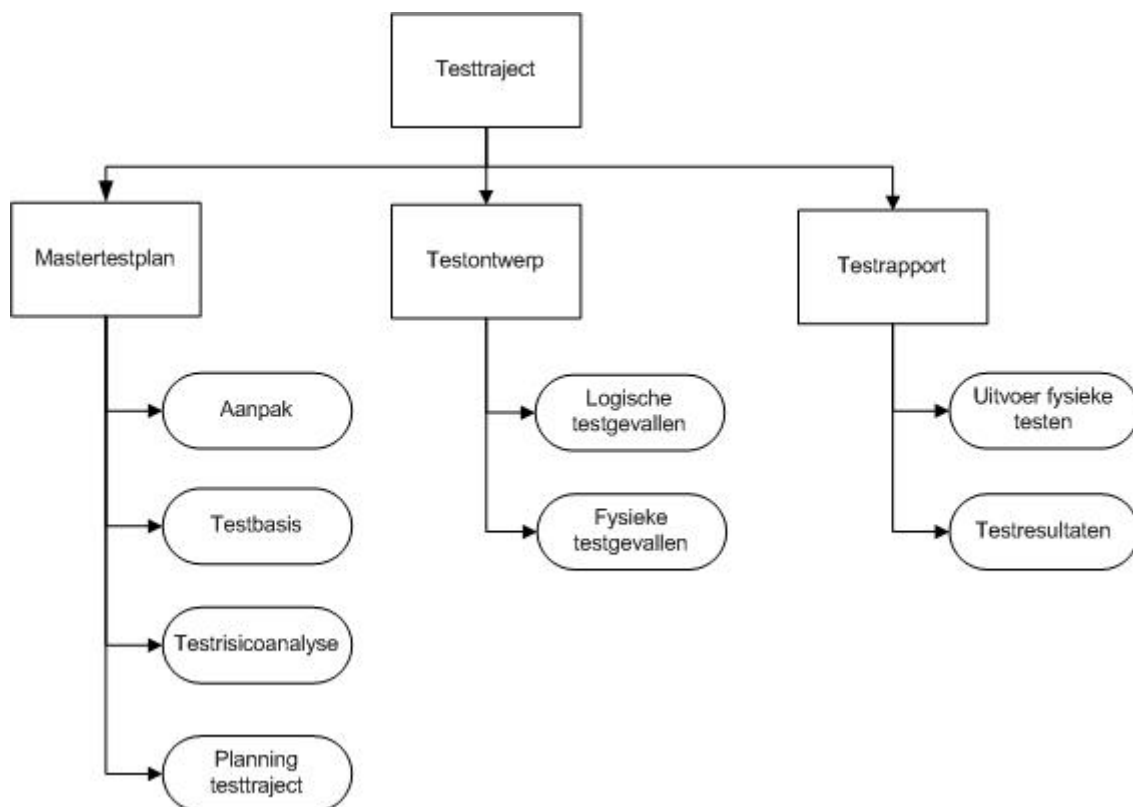 Testtraject
Mastertestplan
Testontwerp
Testrapport
Aanpak
Testbasis
Testrisicoanalyse
Planning
testtraject
Logische
testgevallen
Fysieke
testgevallen
Uitvoer fysieke
testen
Testresultaten